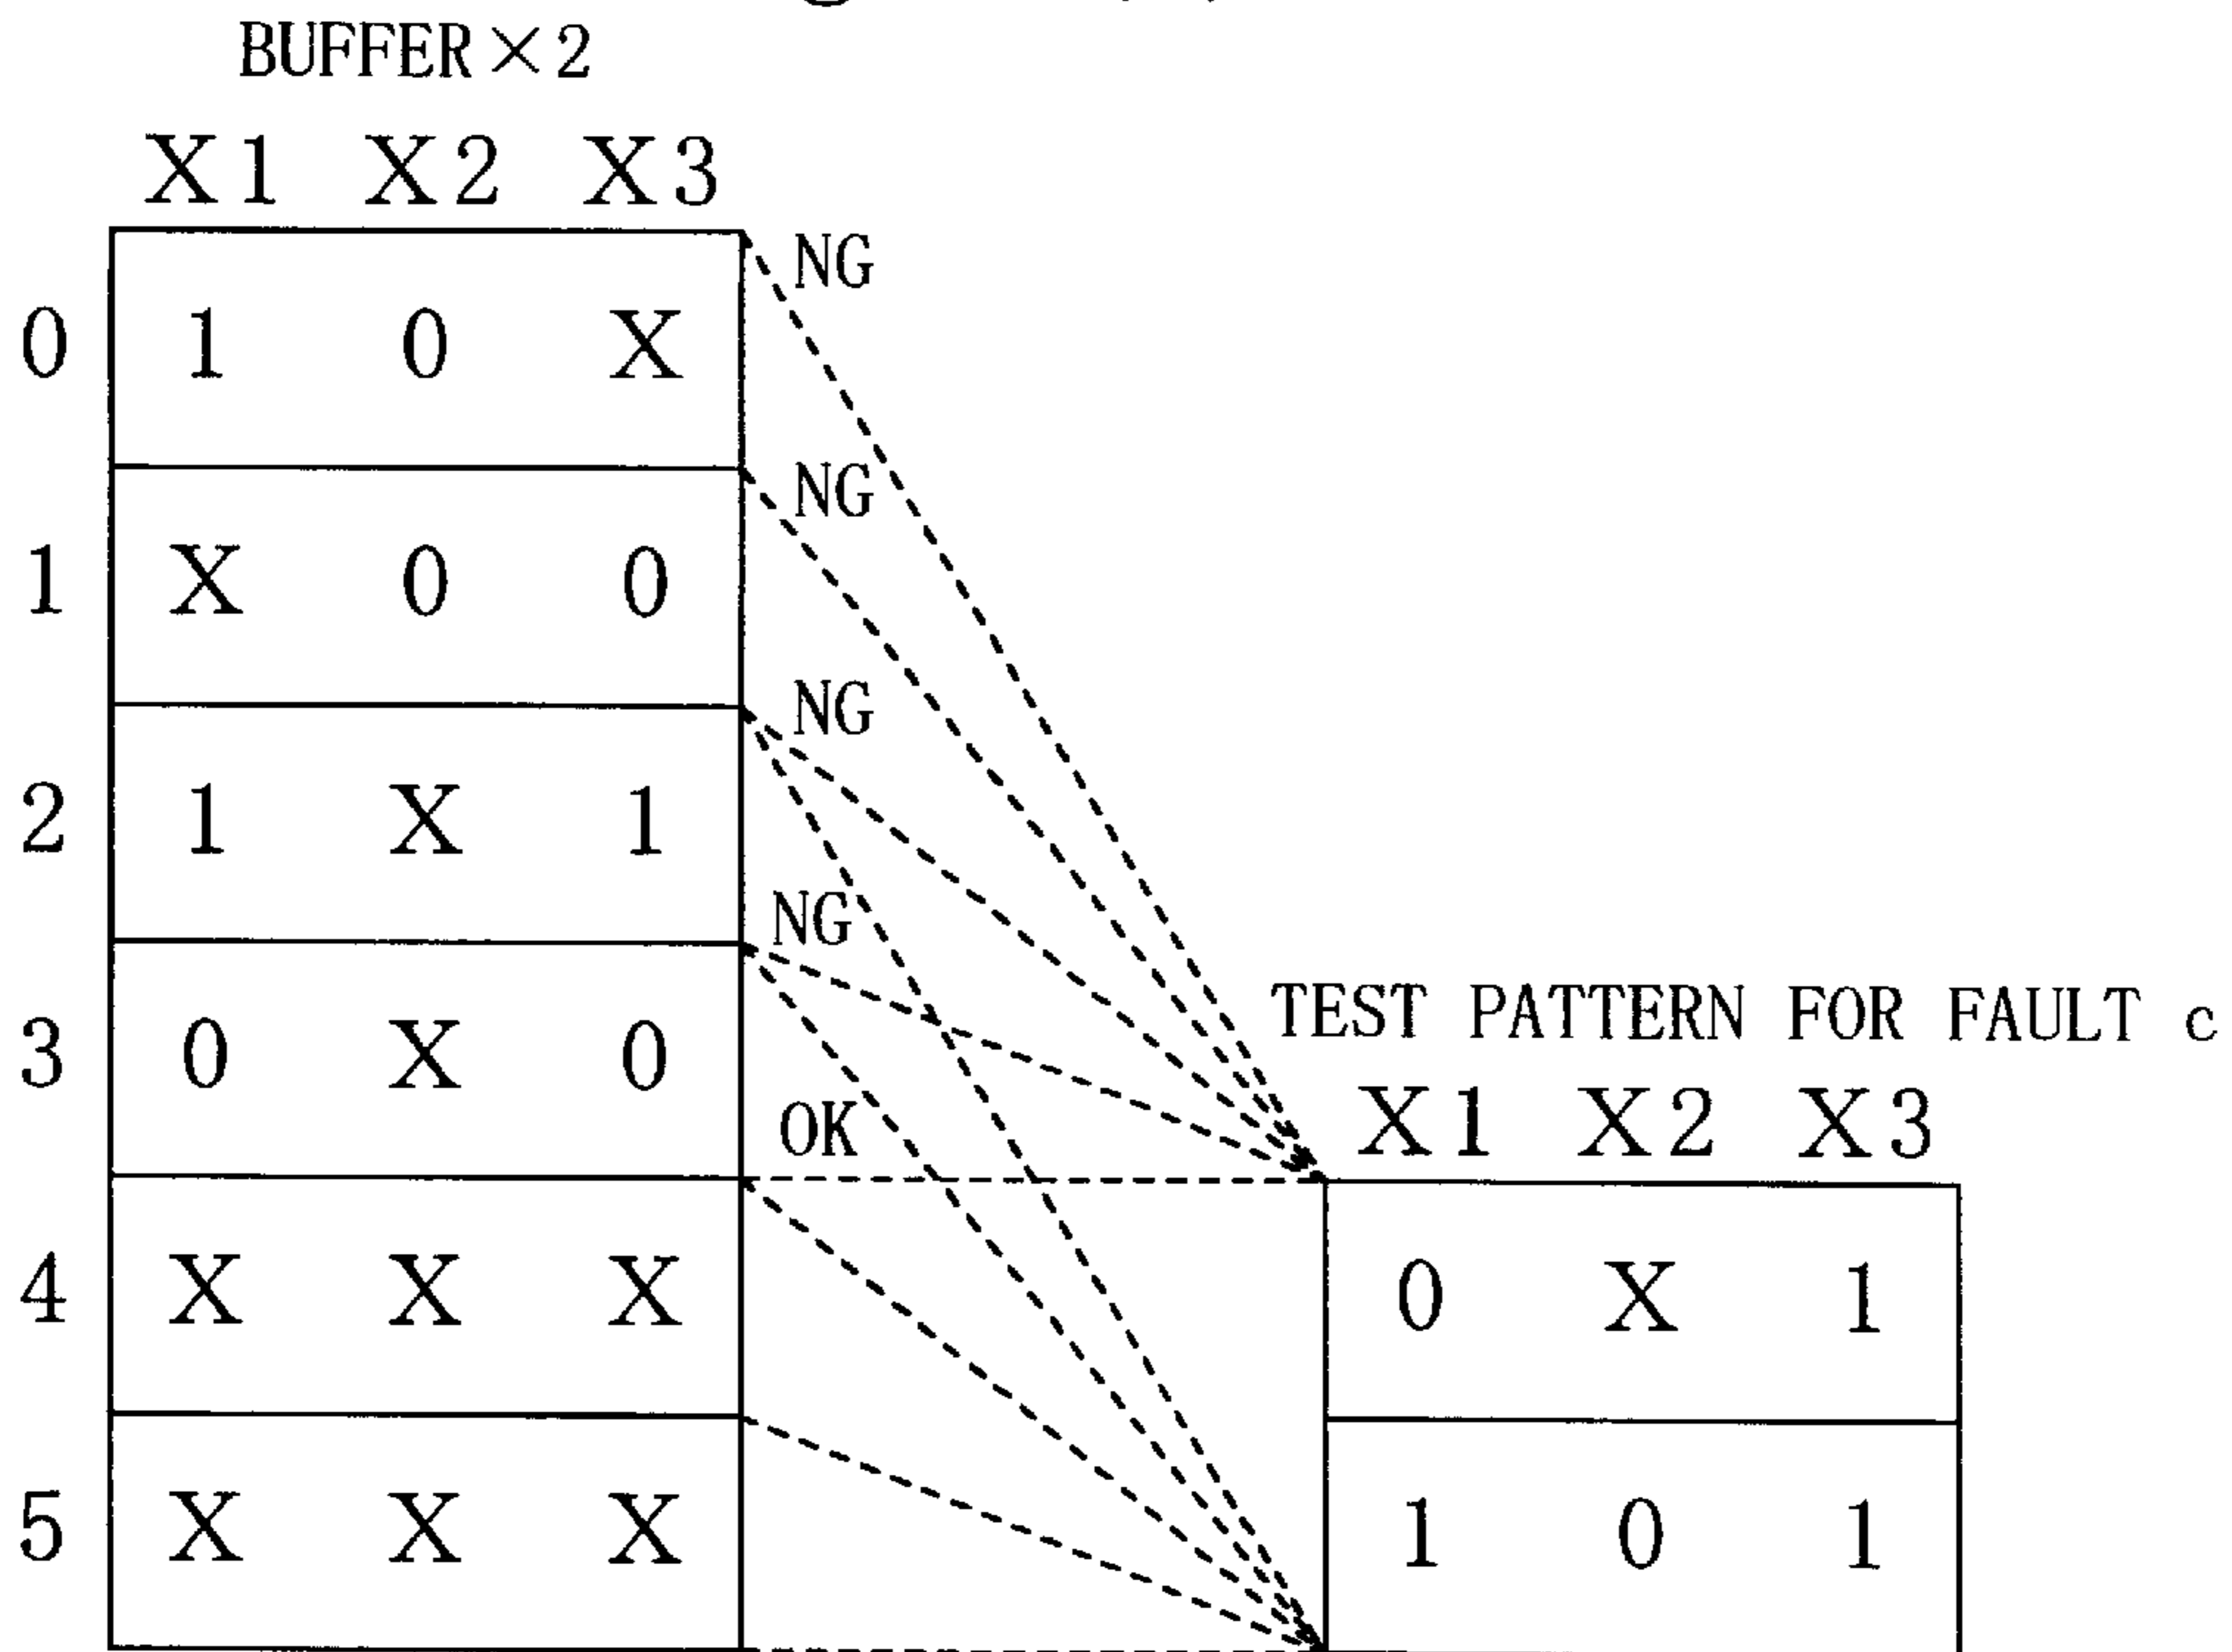 BUFFER×2
X1 X2 X3
NG
0 1 0 X
NG
1 X 0 0
NG
2 1 X 1
NG
TEST PATTERN FOR FAULT c
3 0 X 0
X1 X2 X3
OK
4 X X X 0 X 1
5 X X X 1 0 1